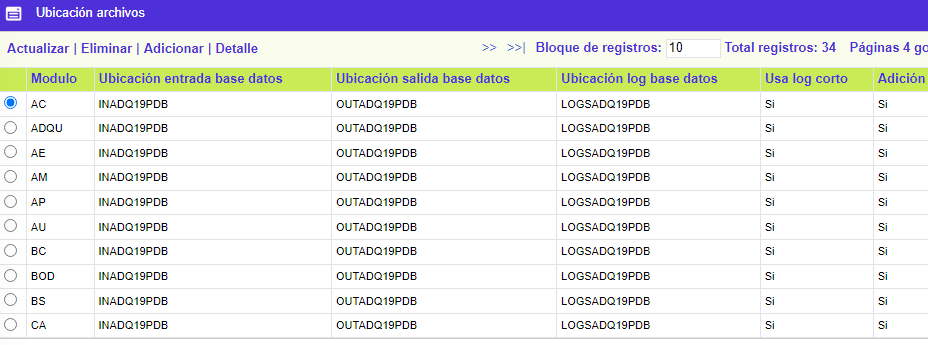 Ubicación archivos
Actualizar | Eliminar | Adicionar | Detalle >> >>| Bloque de registros: 10 Total registros: 34 Páginas 4 go
Modulo Ubicación entrada base datos Ubicación salida base datos Ubicación log base datos Usa log corto Adición
AC INADQ19PDB OUTADQ19PDB LOGSADQ19PDB Si Si
ADQU INADQ19PDB OUTADQ19PDB LOGSADQ19PDB Si Si
AE INADQ19PDB OUTADQ19PDB LOGSADQ19PDB Si Si
AM INADQ19PDB OUTADQ19PDB LOGSADQ19PDB Si Si
AP INADQ19PDB OUTADQ19PDB LOGSADQ19PDB Si Si
AU INADQ19PDB OUTADQ19PDB LOGSADQ19PDB Si Si
BC INADQ19PDB OUTADQ19PDB LOGSADQ19PDB Si Si
BOD INADQ19PDB OUTADQ19PDB LOGSADQ19PDB Si Si
BS INADQ19PDB OUTADQ19PDB LOGSADQ19PDB Si Si
CA INADQ19PDB OUTADQ19PDB LOGSADQ19PDB Si Si